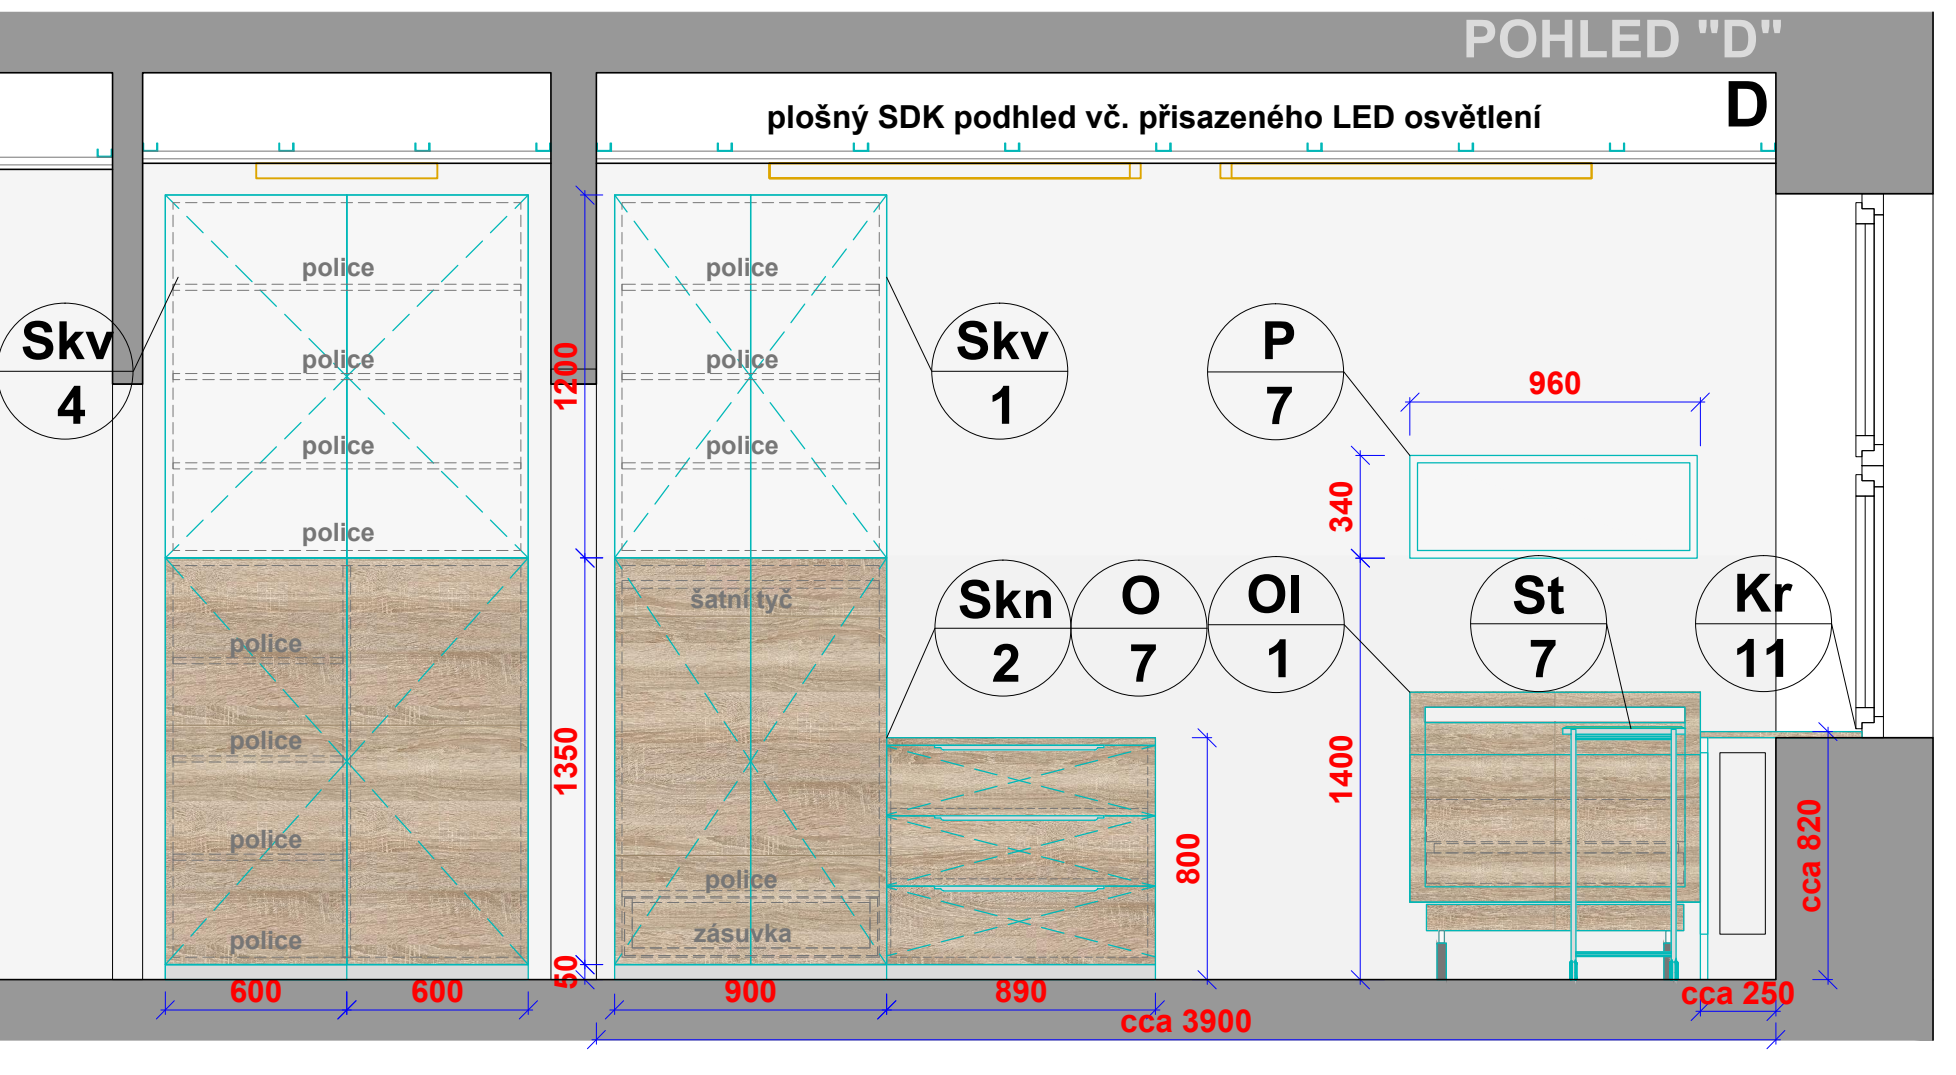 POHLED "D"
D
plošný SDK podhled vč. přisazeného LED osvětlení
police
police
police
police
police
police
police
Skv
4
1200
Skv
1
P
7
960
340
Skn
2
O
7
Ol
1
St
7
Kr
11
šatní tyč
police
police
police
police
1350
1400
800
cca 820
police
zásuvka
50
600
600
900
890
cca 250
cca 3900